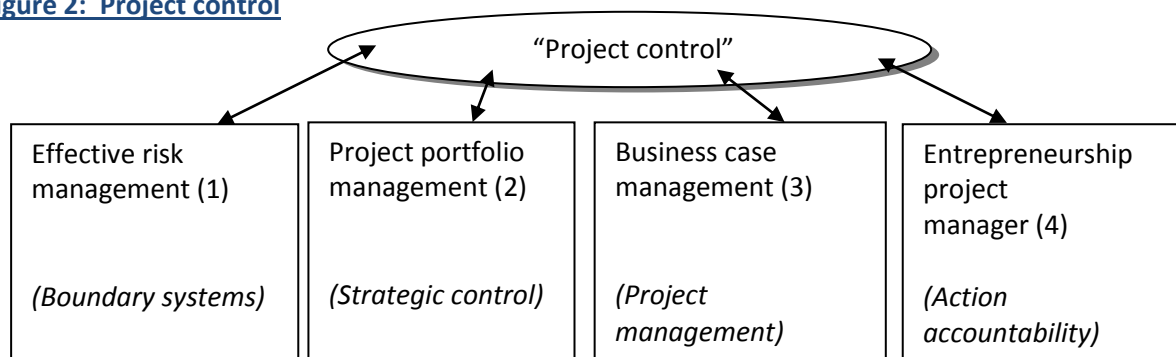 igure 2: Project control
“Project control”
Effective risk
management (1)
(Boundary systems)
Project portfolio
management (2)
(Strategic control)
Business case
management (3)
(Project
management)
Entrepreneurship
project
manager (4)
(Action
accountability)